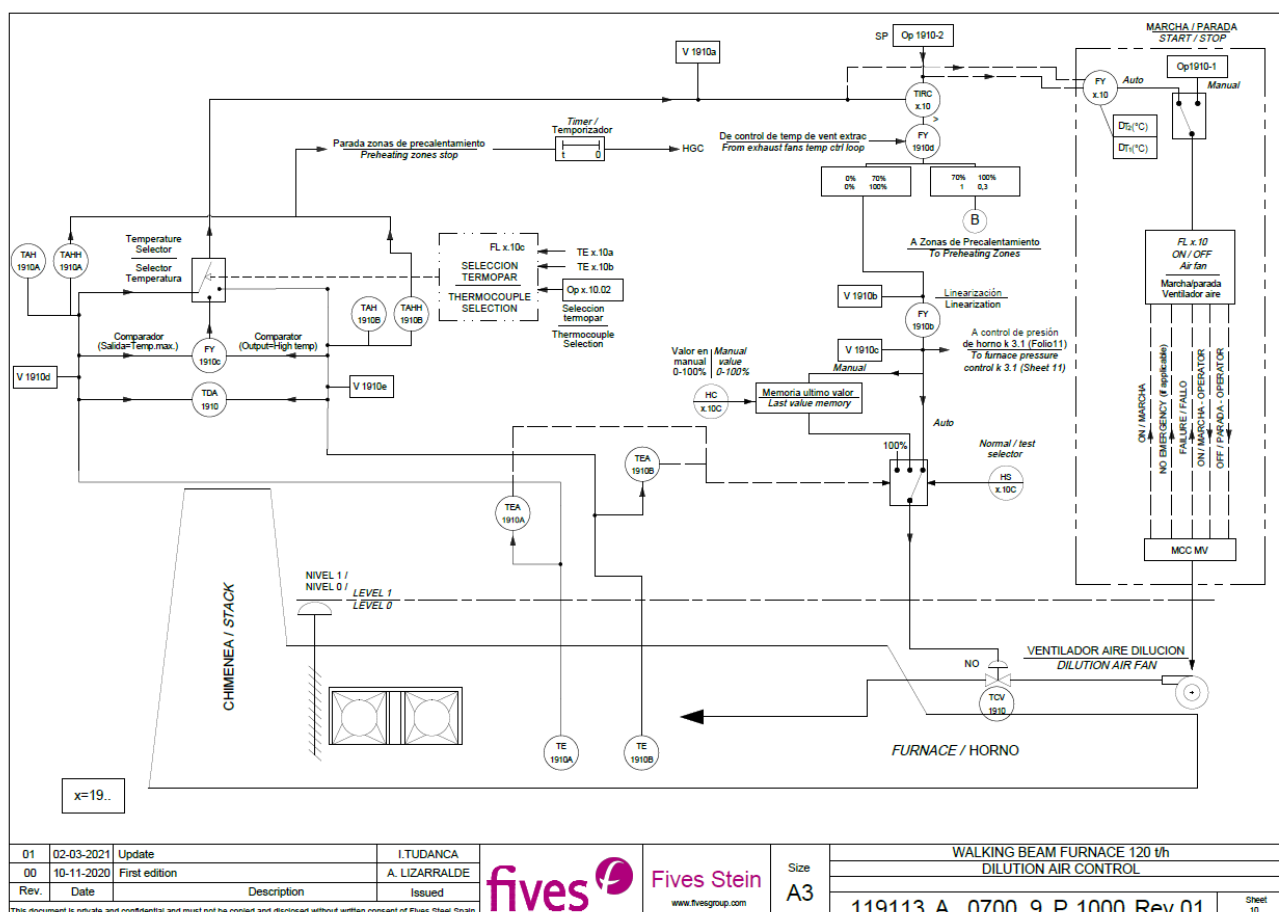 MARCHA / PARADA
START / STOP
SP
Op 1910-2
V 1910a
Op1910-1
FY
x.10
Auto
Manual
TIRC
x.10
>
DT2(°C)
DT1(°C)
Timer /
Temporizador
t 0
Parada zonas de precalentamiento
Preheating zones stop
HGC
De control de temp de vent extrac
From exhaust fans temp ctrl loop
FY
1910d
0% 70%
0% 100%
70% 100%
1 0,3
B
A Zonas de Precalentamiento
To Preheating Zones
TAH
1910A
TAHH
1910A
Temperature
Selector
Selector
Temperatura
FL x.10c
SELECCION
TERMOPAR
THERMOCOUPLE
SELECTION
TE x.10a
TE x.10b
Op x.10.02
Seleccion
termopar
Thermocouple
Selection
FL x.10
ON / OFF
Air fan
Marcha/parada
Ventilador aire
TAH
1910B
TAHH
1910B
V 1910b
Linearización
Linearization
FY
1910b
Comparador
(Salida=Temp.max.)
FY
1910c
Comparator
(Output=High temp)
V 1910c
A control de presión
de horno k 3.1 (Folio11)
To furnace pressure
control k 3.1 (Sheet 11)
V 1910d
V 1910e
TDA
1910
Valor en
manual
0-100%
Manual
value
0-100%
Manual
HC
x.10C
Memoria ultimo valor
Last value memory
Auto
100%
Normal / test
selector
HS
x.10C
TEA
1910B
TEA
1910A
ON / MARCHA
NO EMERGENCY (if applicable)
FAILURE / FALLO
ON / MARCHA - OPERATOR
OFF / PARADA - OPERATOR
MCC MV
NIVEL 1 /
NIVEL 0 /
LEVEL 1
LEVEL 0
CHIMENEA / STACK
VENTILADOR AIRE DILUCION
DILUTION AIR FAN
NO
TCV
1910
TE
1910A
TE
1910B
FURNACE / HORNO
x=19..
01 02-03-2021 Update I.TUDANCA
00 10-11-2020 First edition A. LIZARRALDE
Rev. Date Description Issued
This document is private and confidential and must not be copied and disclosed without written consent of Fives Steel Spain
fives
Fives Stein
www.fivesgroup.com
Size
A3
WALKING BEAM FURNACE 120 t/h
DILUTION AIR CONTROL
119113 A 0700 9 P 1000 Rev 01
Sheet
10